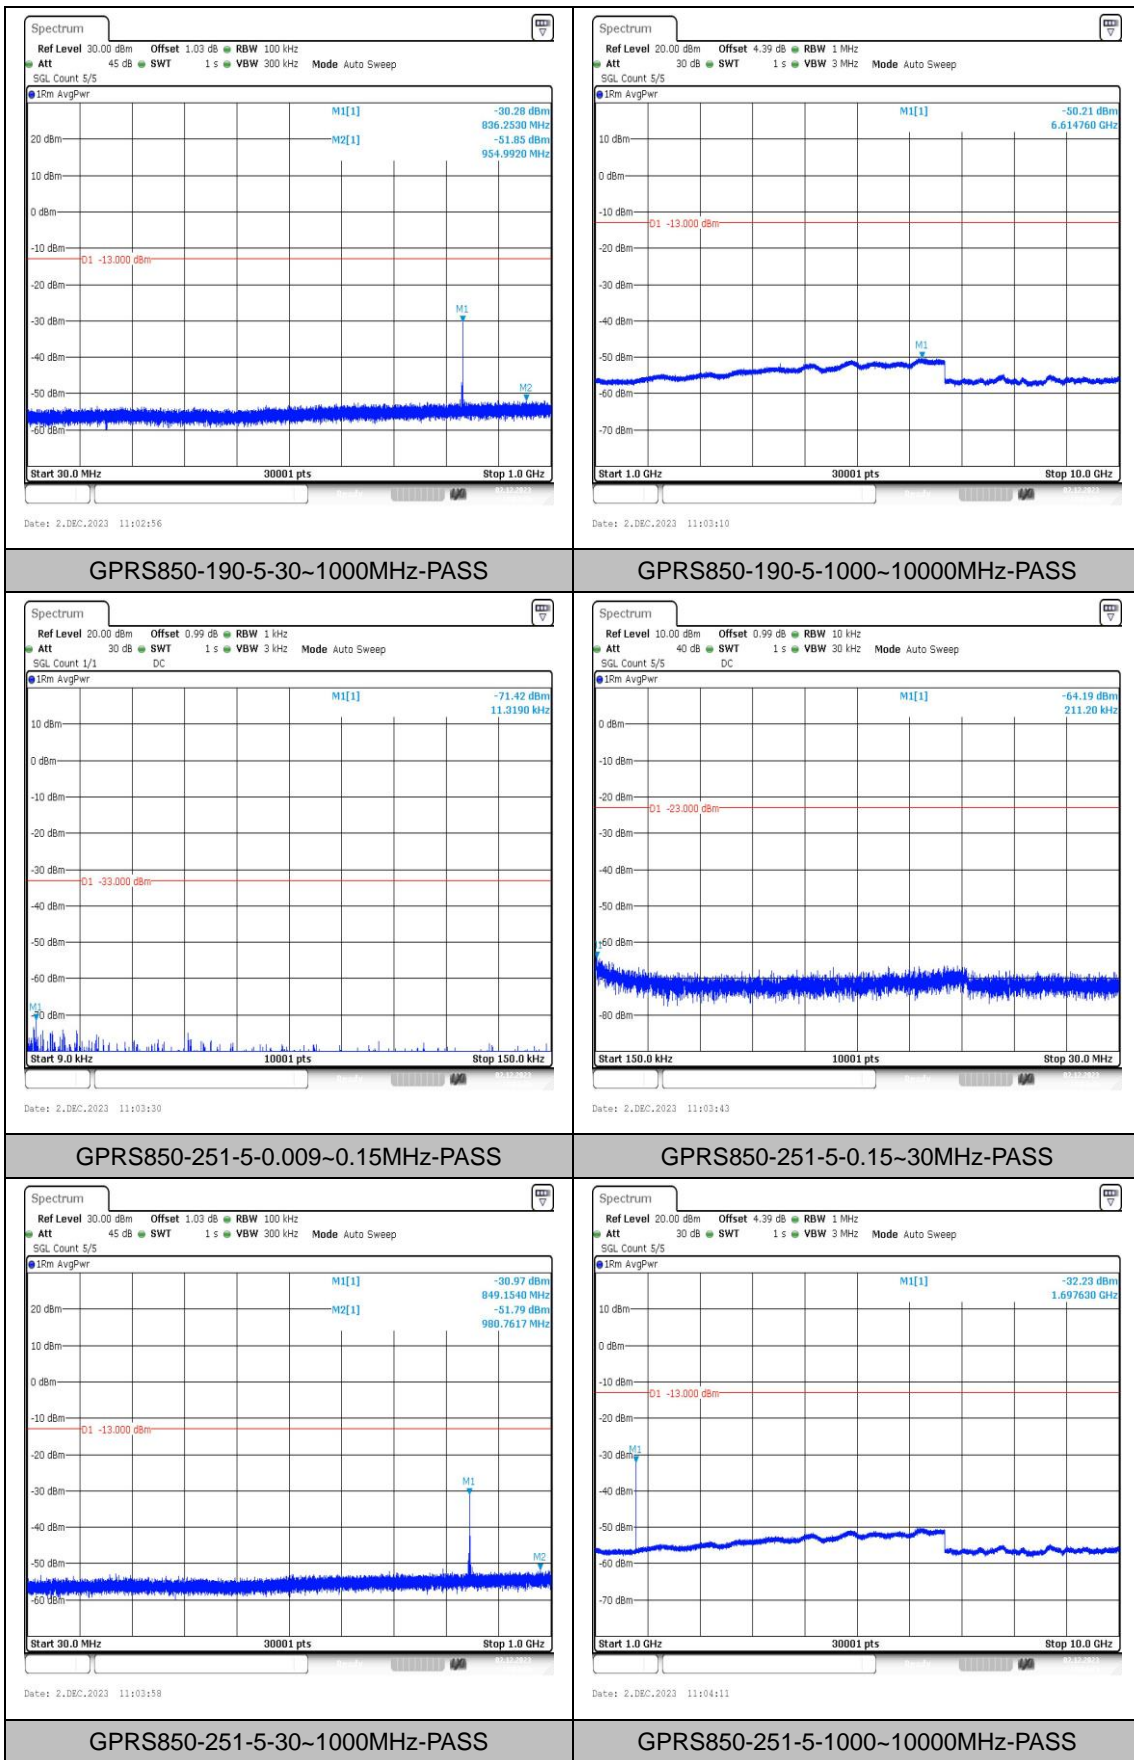 Spectrum
Ref Level 30.00 dBm Offset 1.03 dB RBW 100 kHz
Att 45 dB SWT 1 s VBW 300 kHz Mode Auto Sweep
SGL Count 5/5
1Rm AvgPwr
M1[1] -30.28 dBm
836.2530 MHz
20 dBm M2[1] -51.85 dBm
954.9920 MHz
10 dBm
0 dBm
-10 dBm
D1 -13.000 dBm
-20 dBm
-30 dBm
M1
-40 dBm
-50 dBm
M2
-60 dBm
Start 30.0 MHz 30001 pts Stop 1.0 GHz
Date: 2.DEC.2023 11:02:56
GPRS850-190-5-30~1000MHz-PASS
Spectrum
Ref Level 20.00 dBm Offset 4.39 dB RBW 1 MHz
Att 30 dB SWT 1 s VBW 3 MHz Mode Auto Sweep
SGL Count 5/5
1Rm AvgPwr
M1[1] -50.21 dBm
6.614760 GHz
10 dBm
0 dBm
-10 dBm
D1 -13.000 dBm
-20 dBm
-30 dBm
-40 dBm
M1
-50 dBm
-60 dBm
-70 dBm
Start 1.0 GHz 30001 pts Stop 10.0 GHz
Date: 2.DEC.2023 11:03:10
GPRS850-190-5-1000~10000MHz-PASS
Spectrum
Ref Level 20.00 dBm Offset 0.99 dB RBW 1 kHz
Att 30 dB SWT 1 s VBW 3 kHz Mode Auto Sweep
SGL Count 1/1 DC
1Rm AvgPwr
M1[1] -71.42 dBm
11.3190 kHz
10 dBm
0 dBm
-10 dBm
-20 dBm
-30 dBm
D1 -33.000 dBm
-40 dBm
-50 dBm
-60 dBm
M1
-70 dBm
Start 9.0 kHz 10001 pts Stop 150.0 kHz
Date: 2.DEC.2023 11:03:30
GPRS850-251-5-0.009~0.15MHz-PASS
Spectrum
Ref Level 10.00 dBm Offset 0.99 dB RBW 10 kHz
Att 40 dB SWT 1 s VBW 30 kHz Mode Auto Sweep
SGL Count 5/5 DC
1Rm AvgPwr
M1[1] -64.19 dBm
211.20 kHz
0 dBm
-10 dBm
-20 dBm
D1 -23.000 dBm
-30 dBm
-40 dBm
-50 dBm
-60 dBm
-80 dBm
Start 150.0 kHz 10001 pts Stop 30.0 MHz
Date: 2.DEC.2023 11:03:43
GPRS850-251-5-0.15~30MHz-PASS
Spectrum
Ref Level 30.00 dBm Offset 1.03 dB RBW 100 kHz
Att 45 dB SWT 1 s VBW 300 kHz Mode Auto Sweep
SGL Count 5/5
1Rm AvgPwr
M1[1] -30.97 dBm
849.1540 MHz
20 dBm M2[1] -51.79 dBm
980.7617 MHz
10 dBm
0 dBm
-10 dBm
D1 -13.000 dBm
-20 dBm
M1
-30 dBm
-40 dBm
-50 dBm
M2
-60 dBm
Start 30.0 MHz 30001 pts Stop 1.0 GHz
Date: 2.DEC.2023 11:03:58
GPRS850-251-5-30~1000MHz-PASS
Spectrum
Ref Level 20.00 dBm Offset 4.39 dB RBW 1 MHz
Att 30 dB SWT 1 s VBW 3 MHz Mode Auto Sweep
SGL Count 5/5
1Rm AvgPwr
M1[1] -32.23 dBm
1.697630 GHz
10 dBm
0 dBm
-10 dBm
D1 -13.000 dBm
-20 dBm
M1
-30 dBm
-40 dBm
-50 dBm
-60 dBm
-70 dBm
Start 1.0 GHz 30001 pts Stop 10.0 GHz
Date: 2.DEC.2023 11:04:11
GPRS850-251-5-1000~10000MHz-PASS